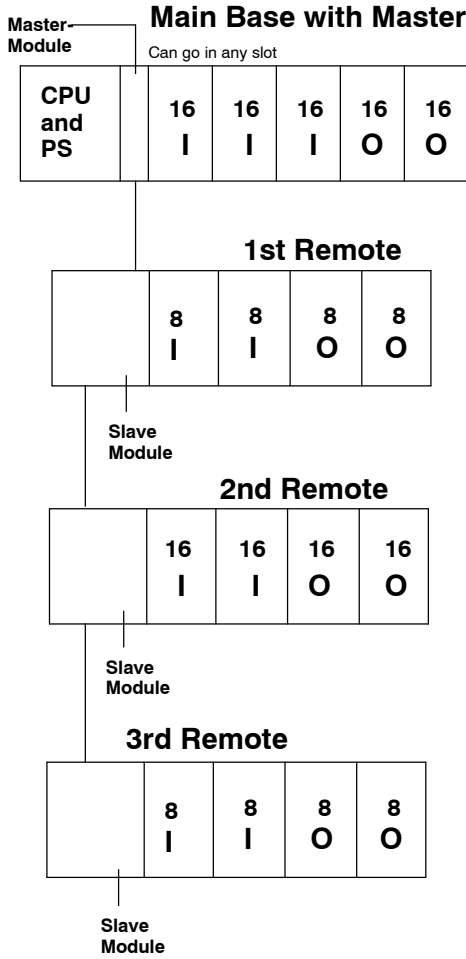 Main Base with Master
Master-
Module
Can go in any slot
CPU
and
PS
16 16 16 16 16
I I I O O
1st Remote
8 8 8 8
I I O O
Slave
Module
2nd Remote
16 16 16 16
I I O O
Slave
Module
3rd Remote
8 8 8 8
I I O O
Slave
Module